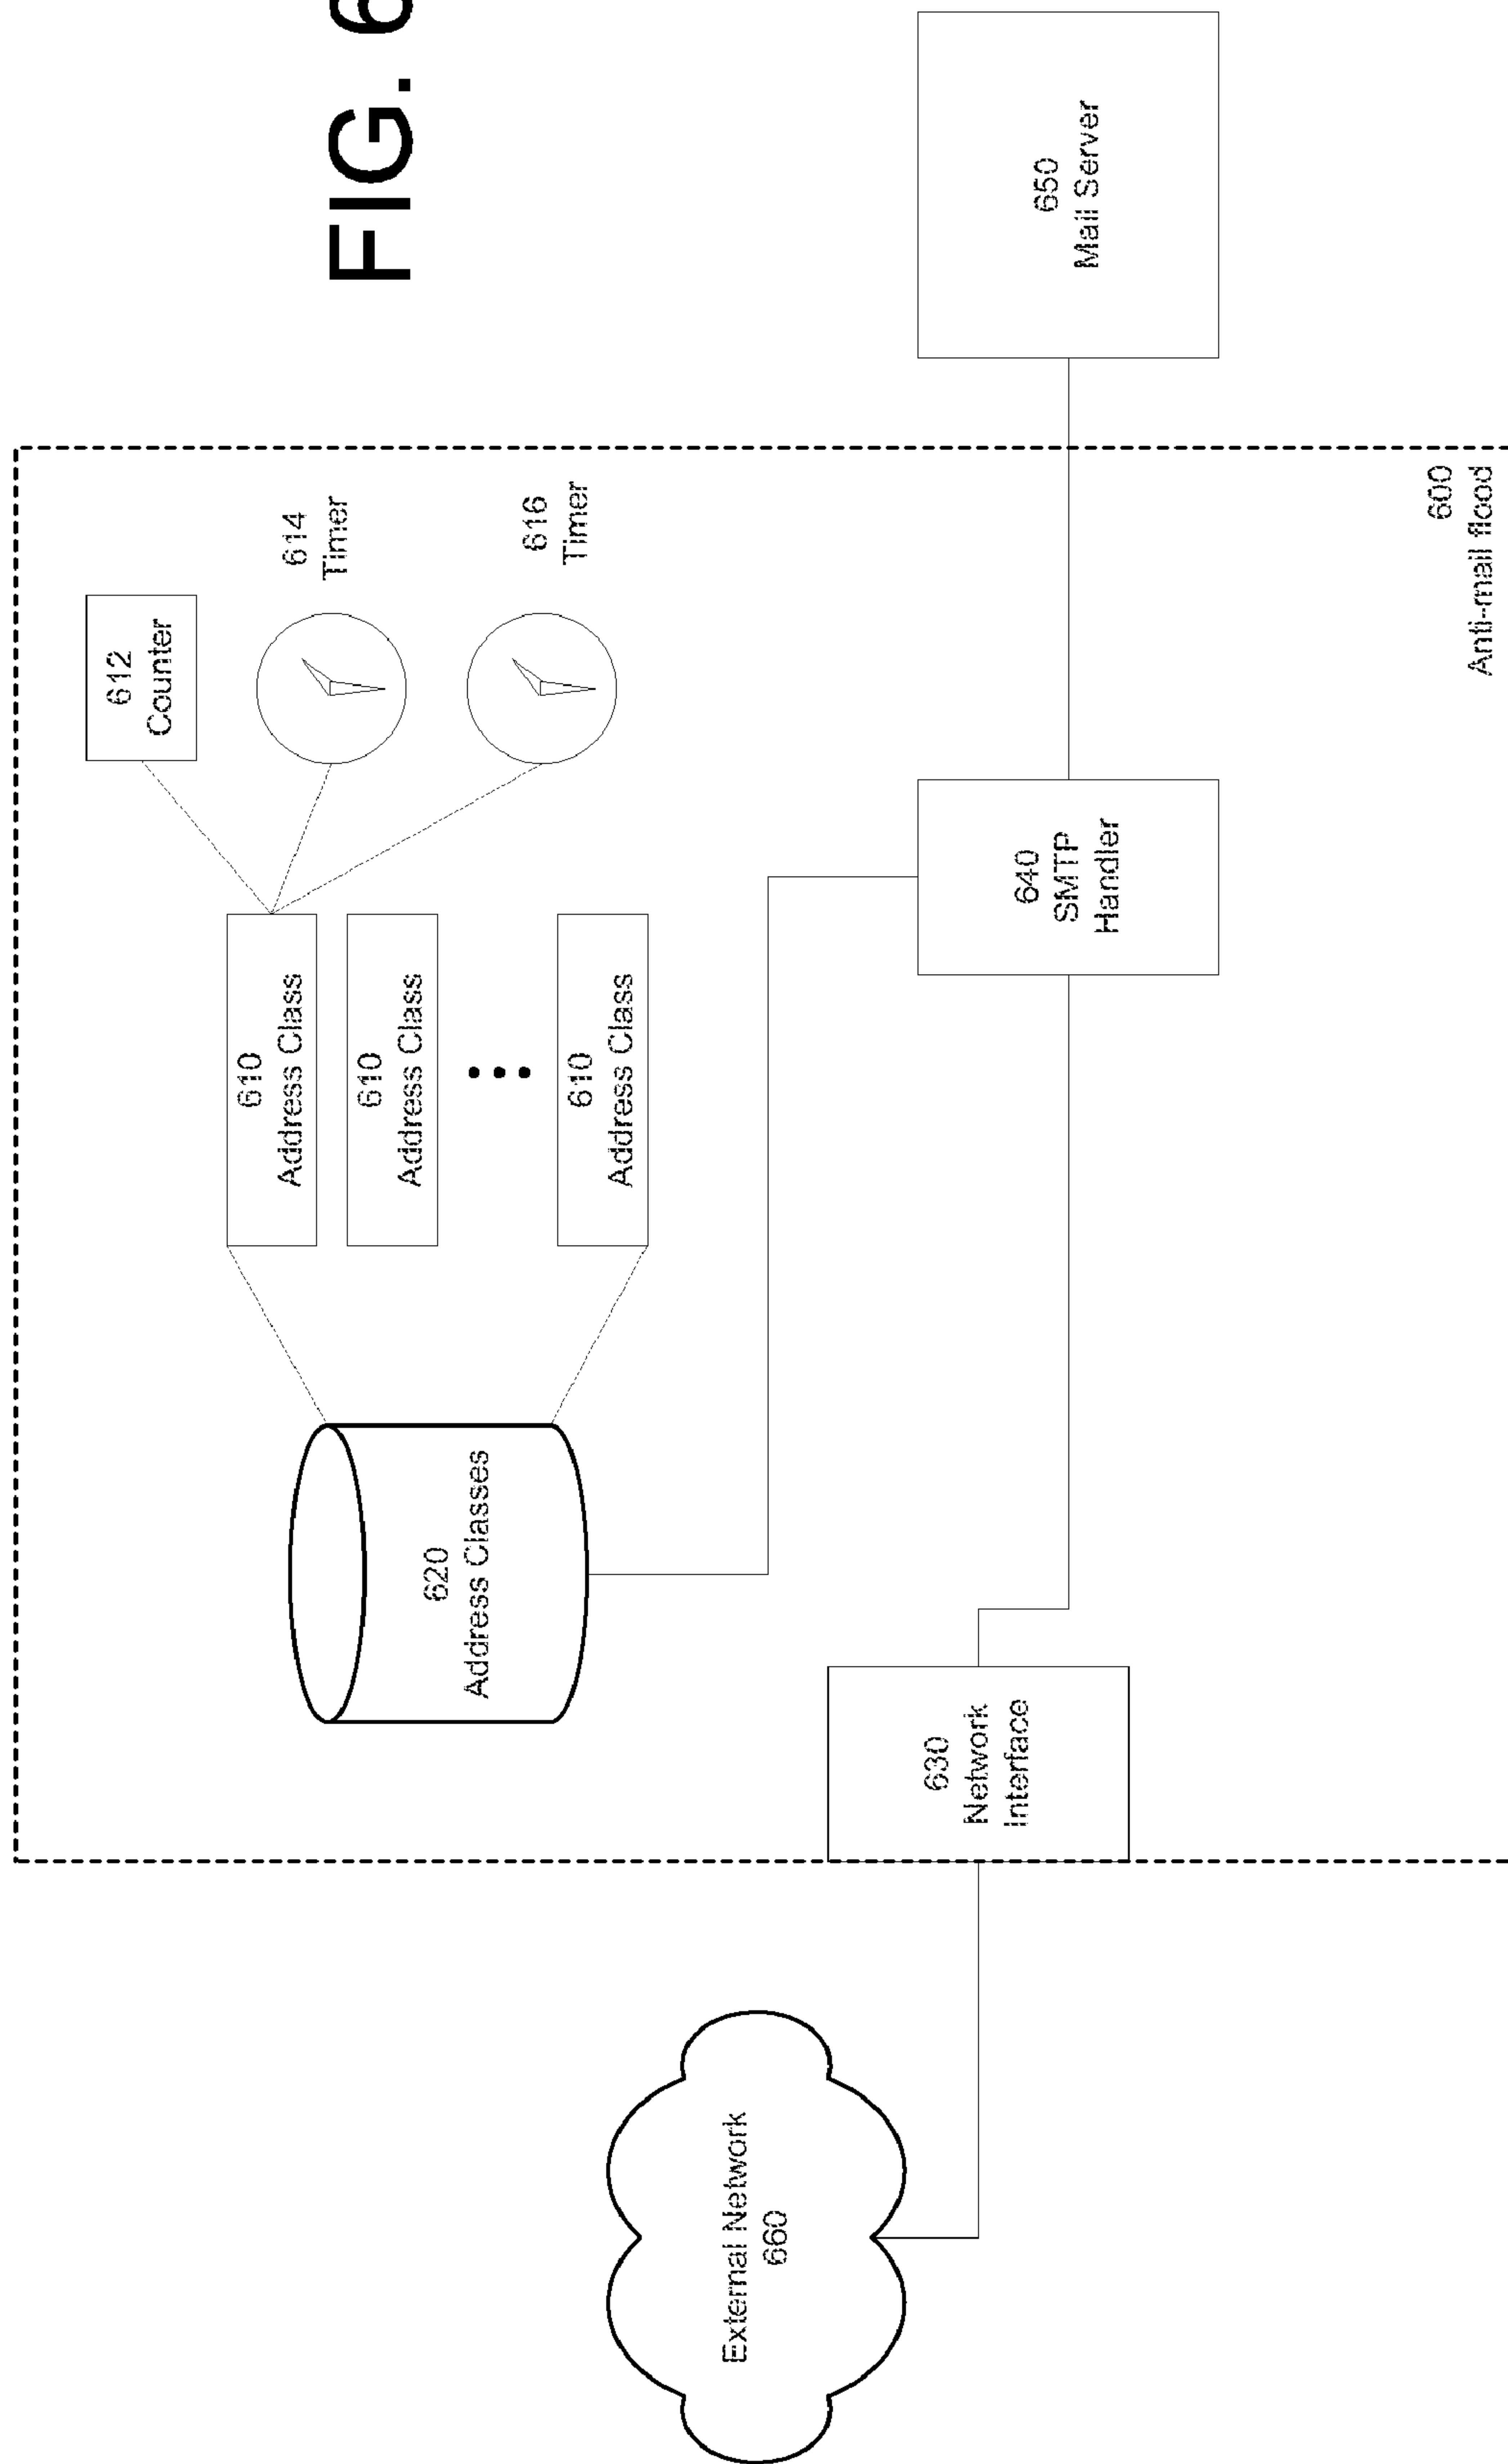 FIG. 6
612
Counter
614
Timer
616
Timer
610
Address Class
610
Address Class
610
Address Class
620
Address Classes
External Network
660
630
Network
Interface
640
SMTP
Handler
650
Mail Server
600
Anti-mail flood